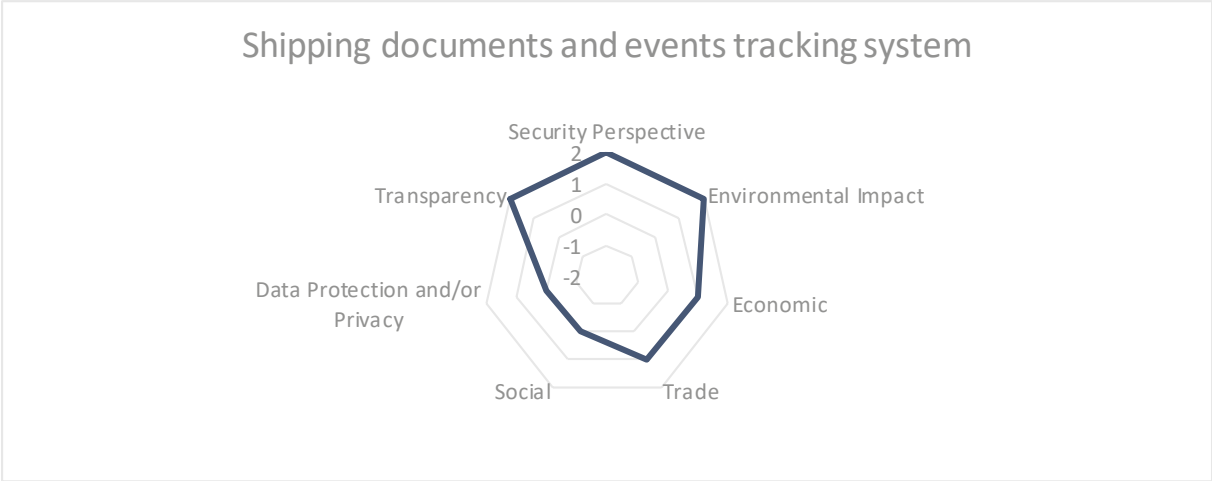 Shipping documents and events tracking system
Security Perspective
2
1
0
-1
-2
Transparency
Environmental Impact
Data Protection and/or
Privacy
Economic
Social
Trade